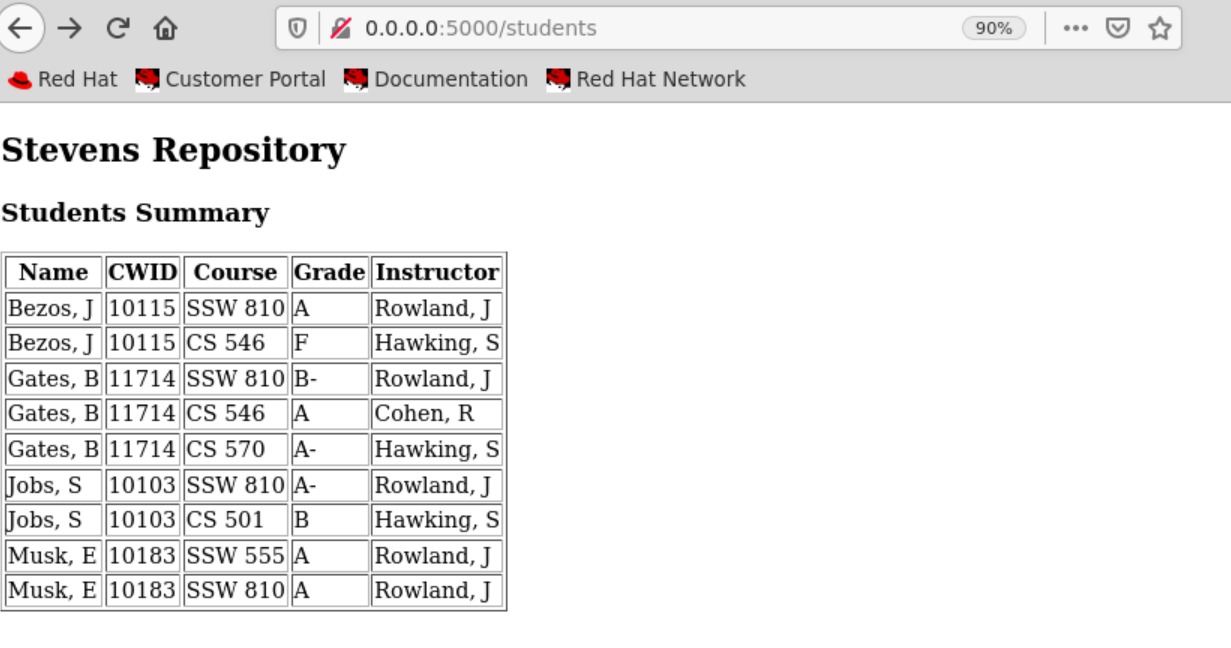 0.0.0.0:5000/students 90%
Red Hat Customer Portal Documentation Red Hat Network
Stevens Repository
Students Summary
Name CWID Course Grade Instructor
Bezos, J 10115 SSW 810 A Rowland, J
Bezos, J 10115 CS 546 F Hawking, S
Gates, B 11714 SSW 810 B- Rowland, J
Gates, B 11714 CS 546 A Cohen, R
Gates, B 11714 CS 570 A- Hawking, S
Jobs, S 10103 SSW 810 A- Rowland, J
Jobs, S 10103 CS 501 B Hawking, S
Musk, E 10183 SSW 555 A Rowland, J
Musk, E 10183 SSW 810 A Rowland, J